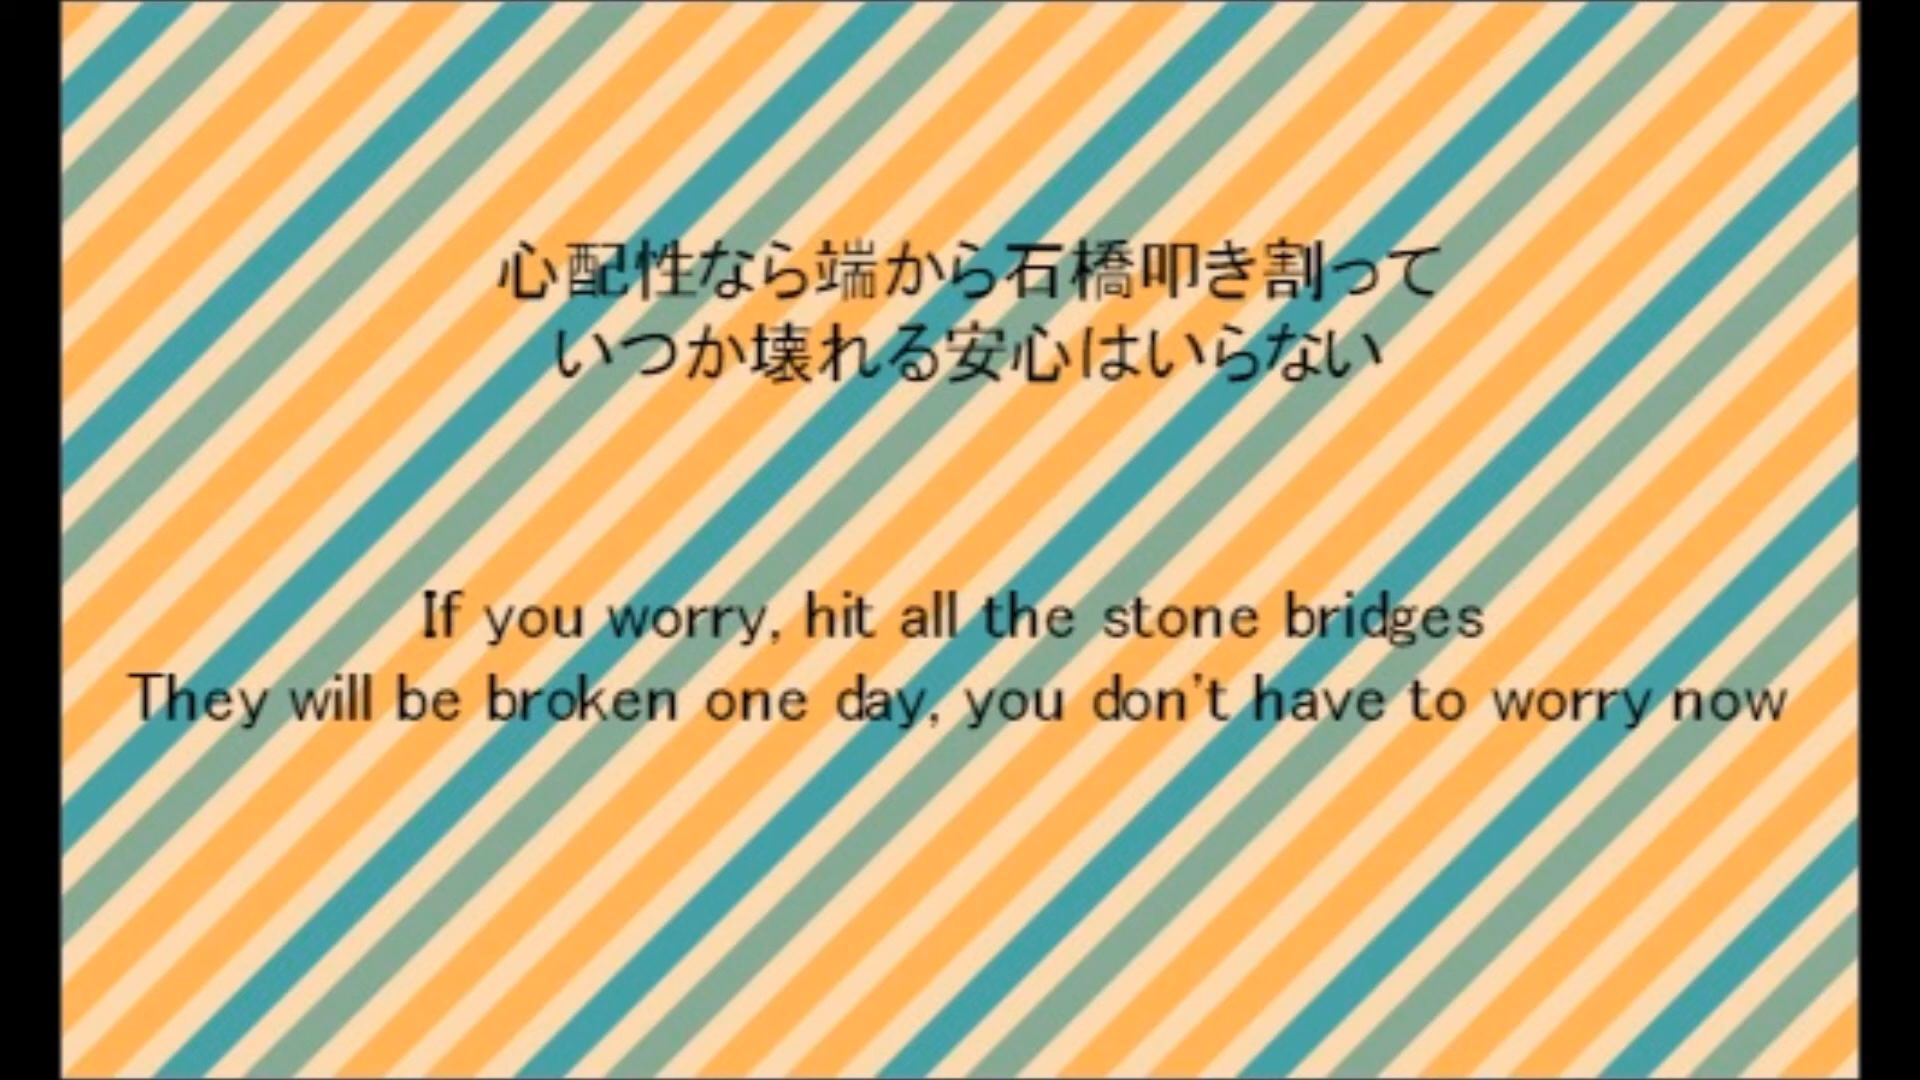 心配性なら端から石橋叩き割って
いつか壊れる安心はいらない
If you worry, hit all the stone bridges
They will be broken one day, you don't have to worry now